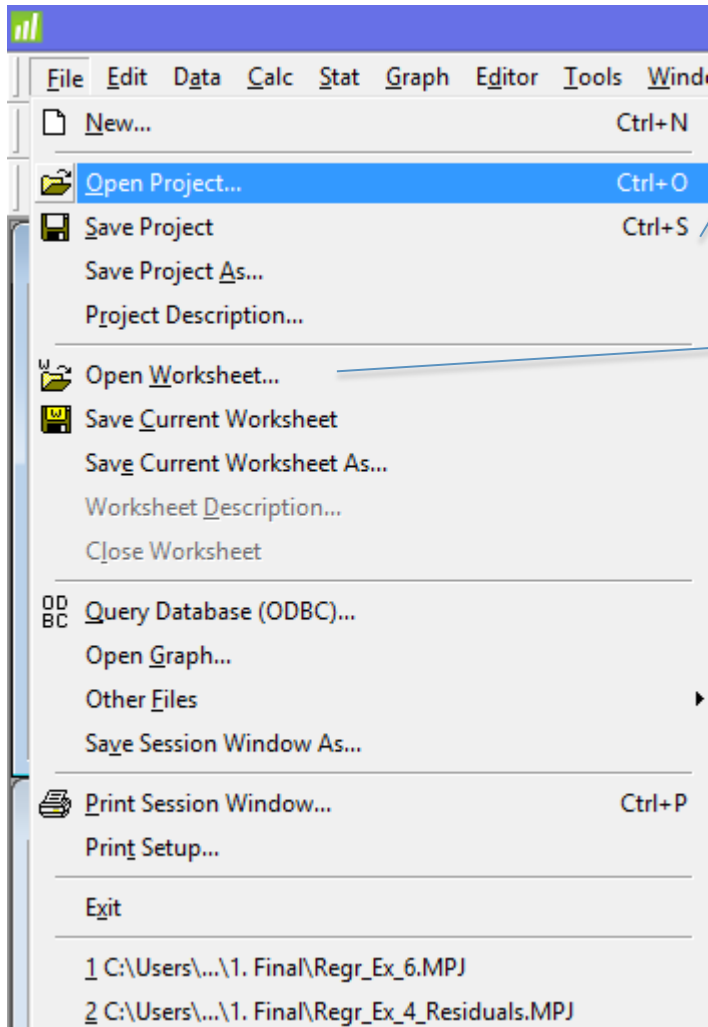 File Edit Data Calc Stat Graph Editor Tools Wind
New... Ctrl+N
Open Project... Ctrl+O
Save Project Ctrl+S
Save Project As...
Project Description...
W Open Worksheet...
W Save Current Worksheet
Save Current Worksheet As...
Worksheet Description...
Close Worksheet
OD BC Query Database (ODBC)...
Open Graph...
Other Files
Save Session Window As...
Print Session Window... Ctrl+P
Print Setup...
Exit
1 C:\Users\...\1. Final\Regr_Ex_6.MPJ
2 C:\Users\...\1. Final\Regr_Ex_4_Residuals.MPJ